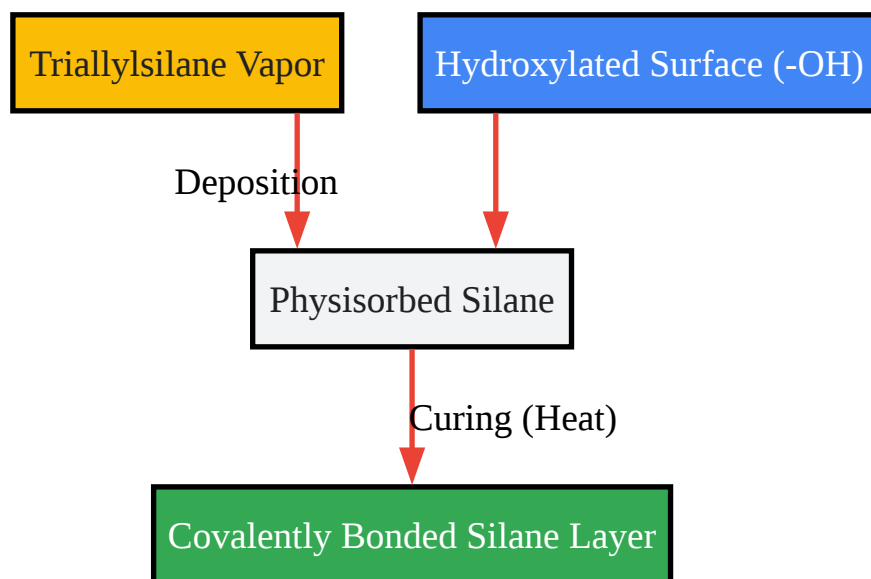 Triallylsilane Vapor
Hydroxylated Surface (-OH)
Deposition
Physisorbed Silane
Curing (Heat)
Covalently Bonded Silane Layer